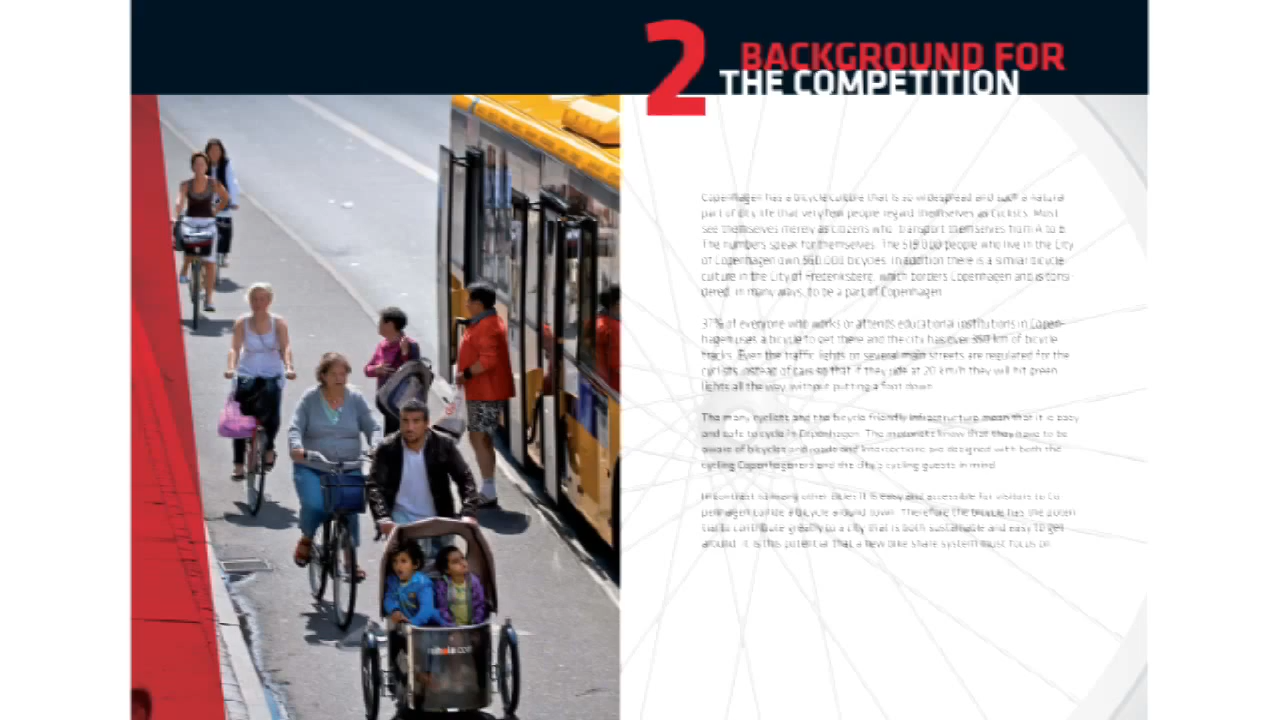 2
BACKGROUND FOR
THE COMPETITION
Copenhagen has a bicycle culture that is so widespread and such a natural
part of city life that very few people regard themselves as cyclists. Most
see themselves merely as citizens who transport themselves from A to B.
The numbers speak for themselves. The people who live in the City
of Copenhagen own bicycles. In addition there is a similar bicycle
culture in the City of Frederiksberg, which borders Copenhagen and is consi-
dered, in many ways, to be a part of Copenhagen.
37% of everyone who works or attends educational institutions in Copen-
hagen uses a bicycle to get there and the city has over 350 km of bicycle
tracks. Even the traffic lights on several main streets are regulated for the
cyclists instead of cars so that if they ride at 20 km/h they will hit green
lights all the way without putting a foot down.
The many cyclists and the bicycle friendly infrastructure mean that it is easy
and safe to cycle in Copenhagen. The motorists know that they have to be
aware of bicycles and roads and intersections are designed with both the
cycling Copenhageners and the city's cycling guests in mind.
In contrast to many other cities it is easy and accessible for visitors to Co-
penhagen to ride a bicycle around town. Therefore the bicycle has the poten-
tial to contribute greatly to a city that is both sustainable and easy to get
around. It is this potential that a new bike share system must focus on.